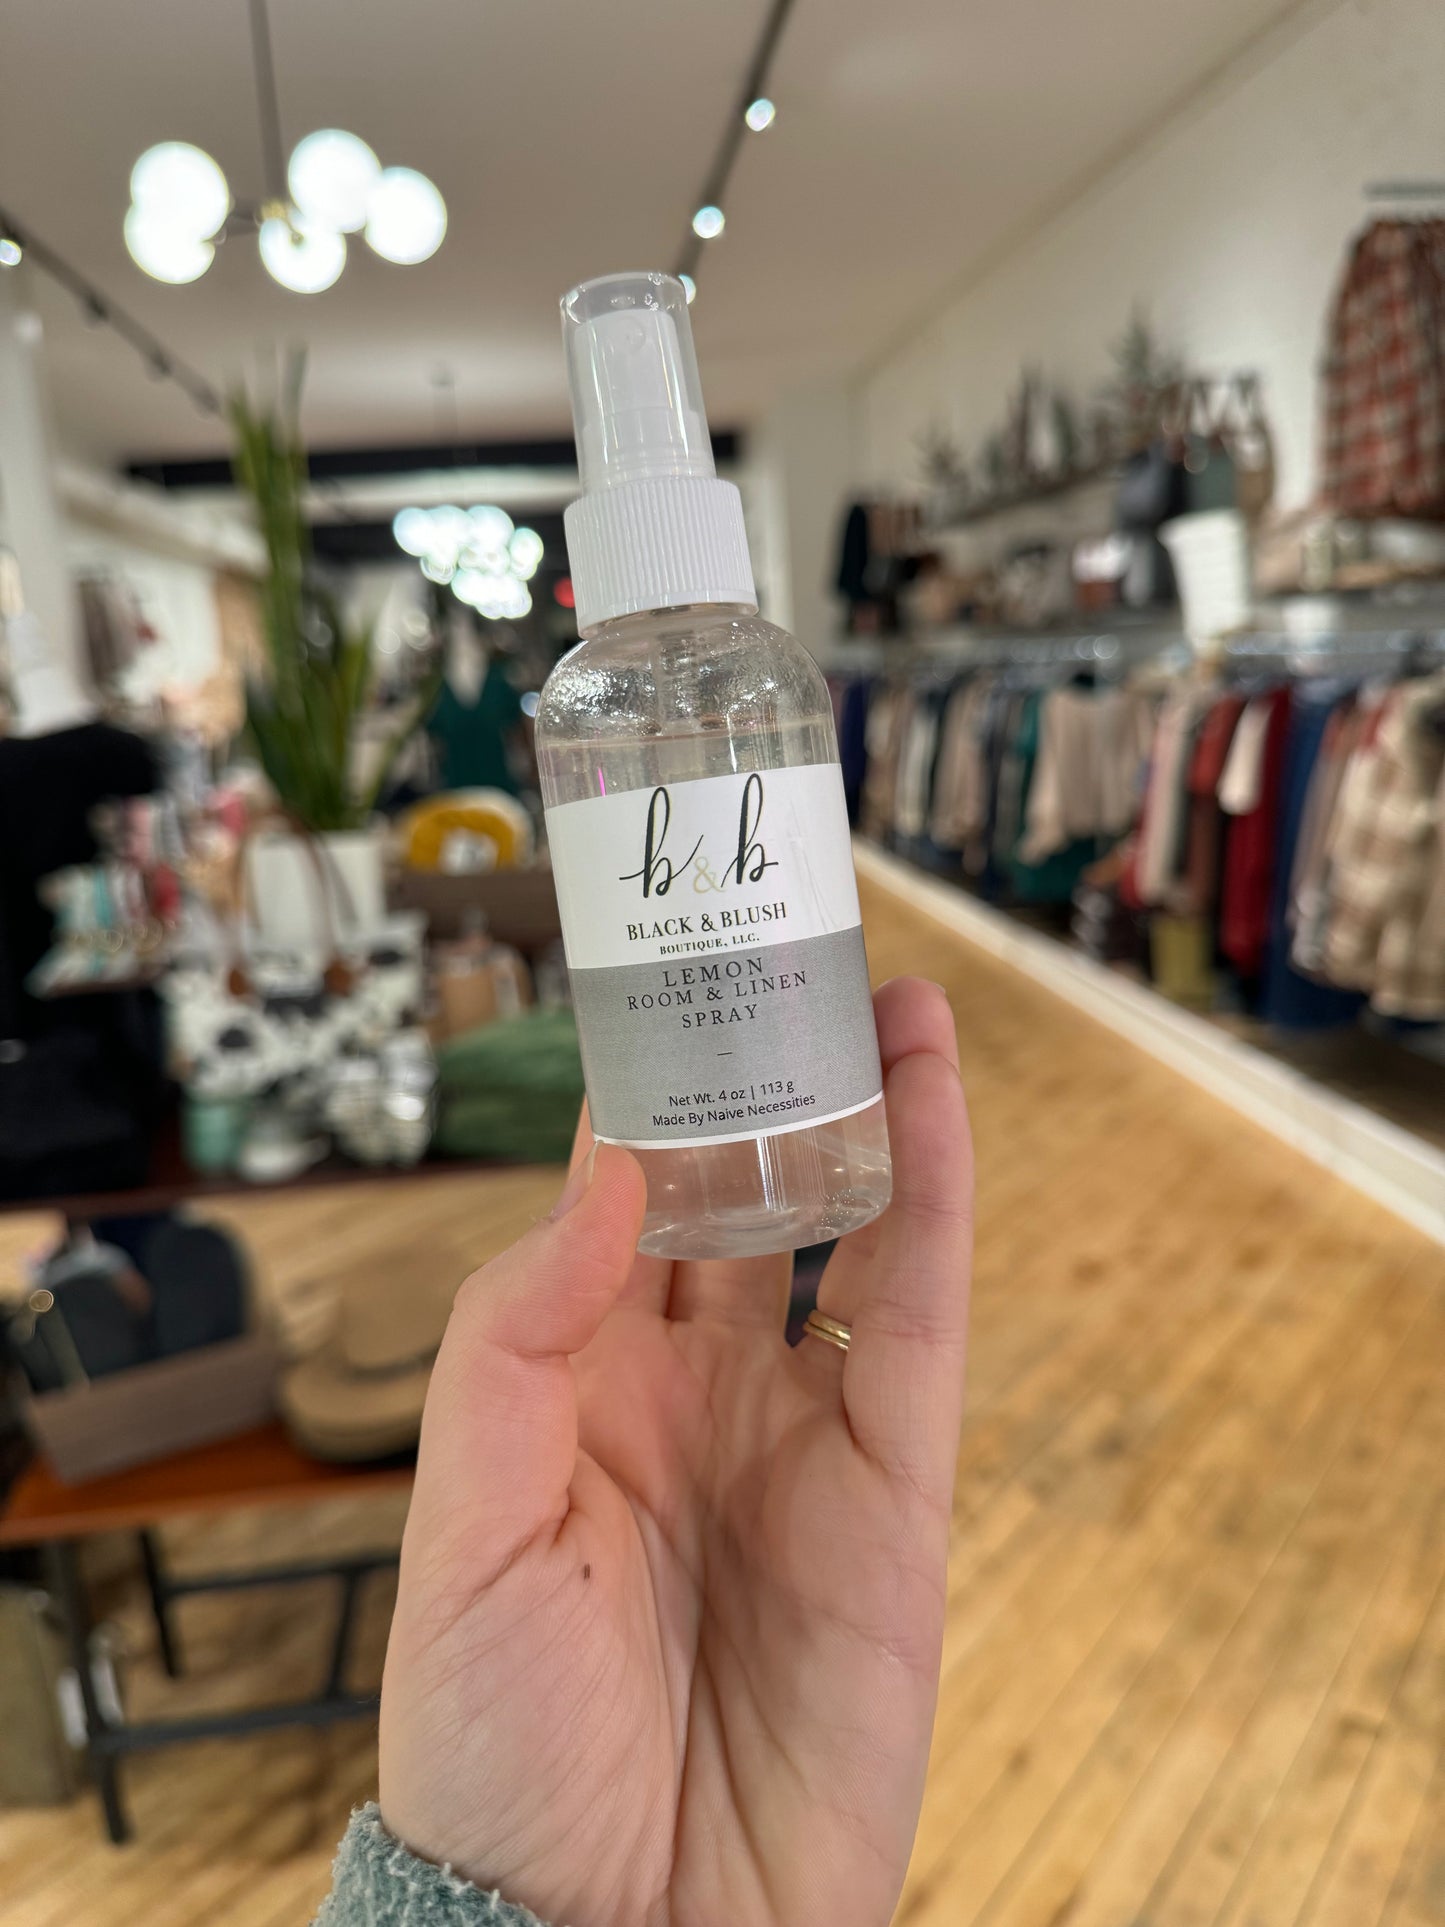 b & b
BLACK & BLUSH
BOUTIQUE, LLC.
LEMON
ROOM & LINEN
SPRAY
—
Net Wt. 4 oz | 113 g
Made By Naive Necessities